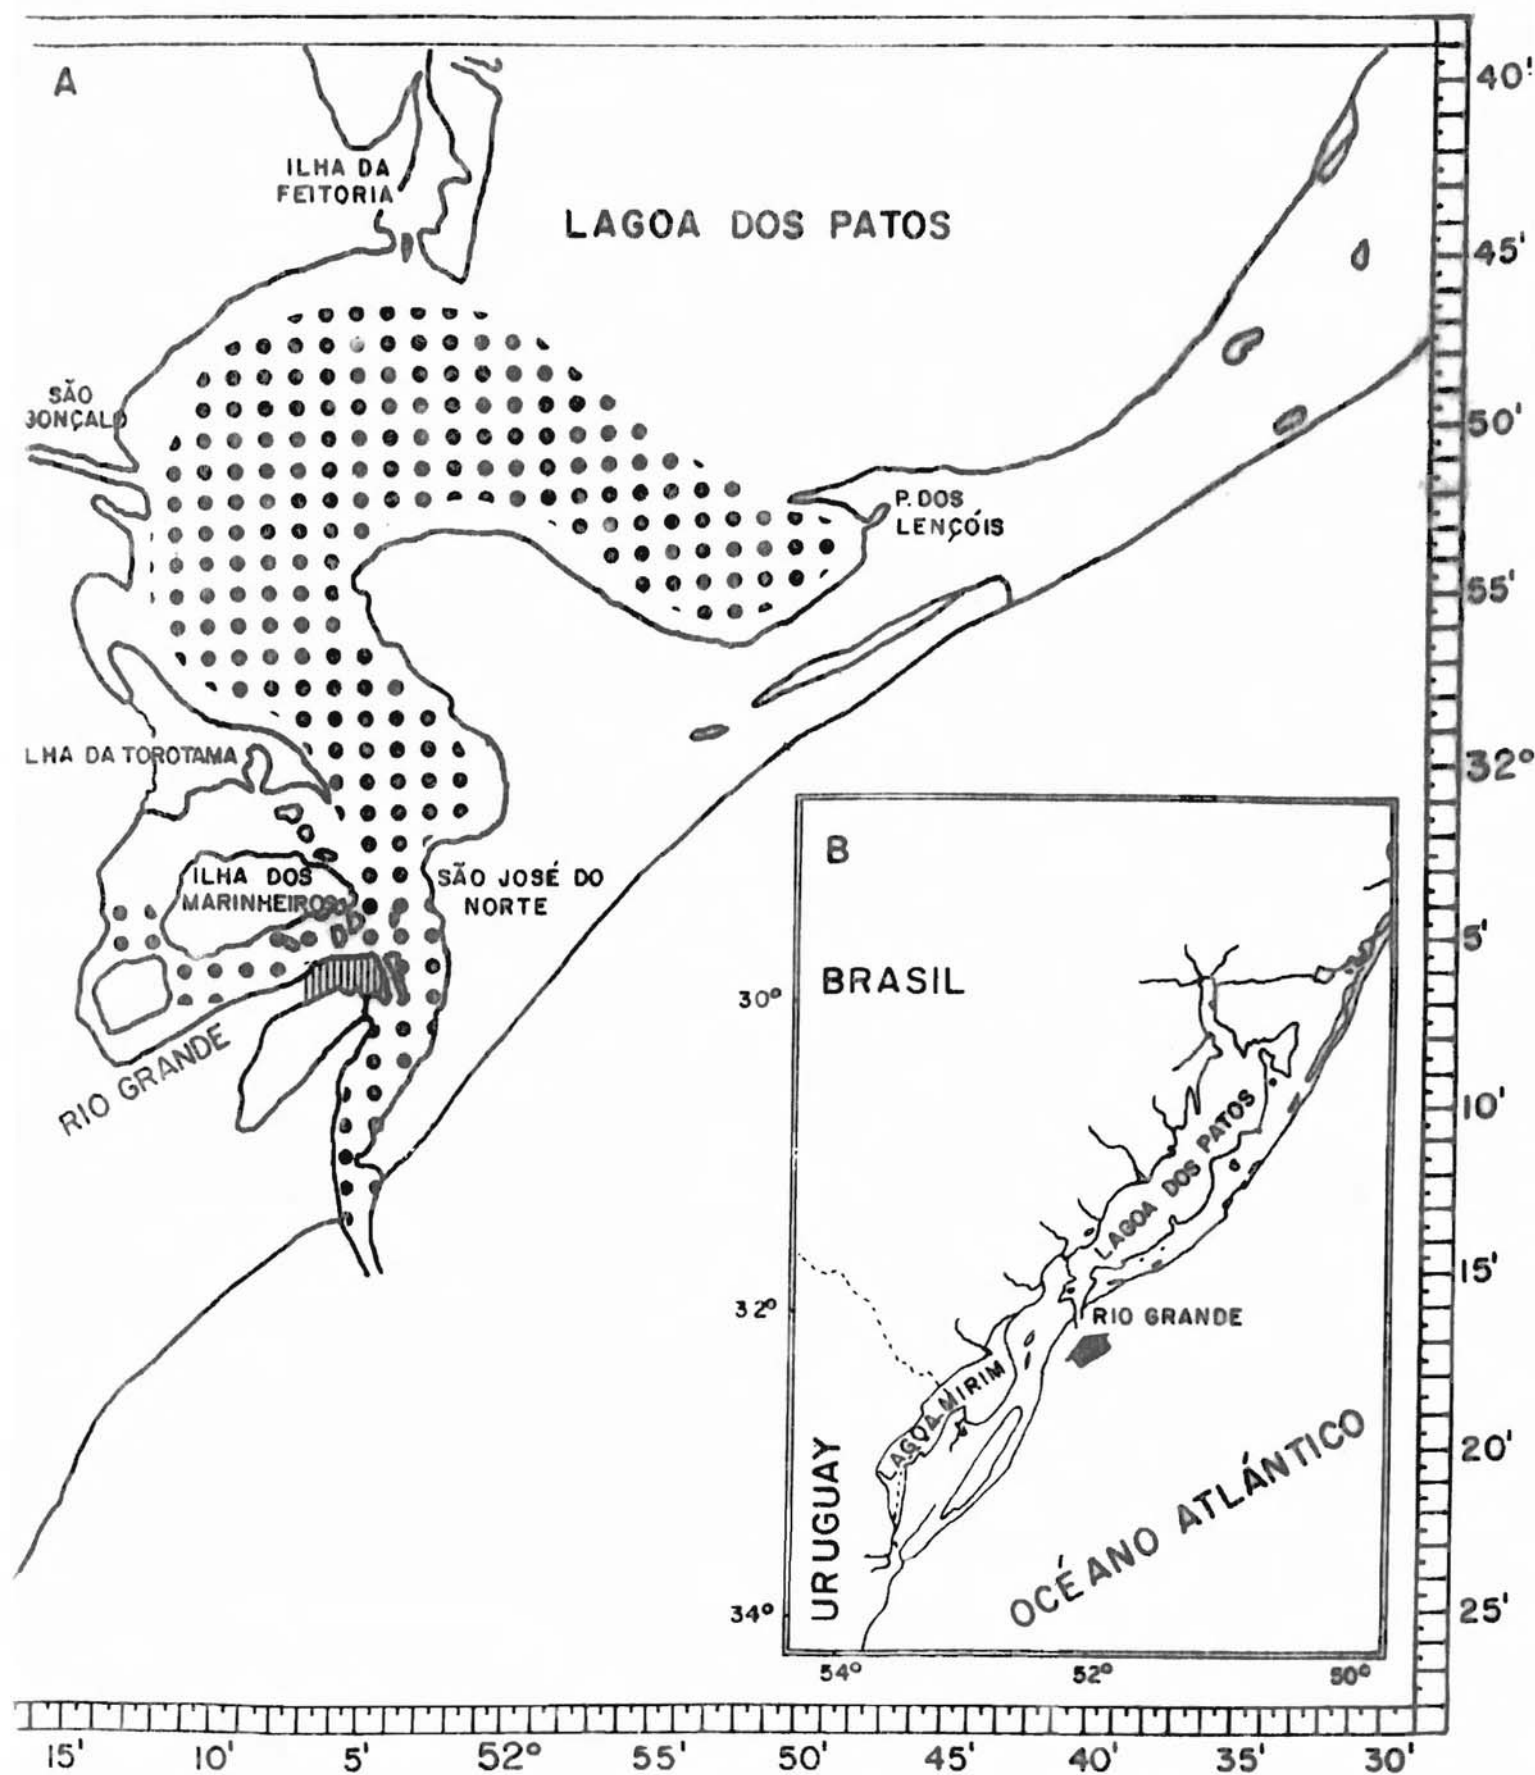 A
ILHA DA
FEITORIA
LAGOA DOS PATOS
SÃO
GONÇALO
P. DOS
LENÇÓIS
LHA DA TOROTAMA
ILHA DOS
MARINHEIROS
SÃO JOSÉ DO
NORTE
RIO GRANDE
40'
45'
50'
55'
32°
5'
10'
15'
20'
25'
B
BRASIL
LAGOA DOS PATOS
RIO GRANDE
LAGOA MIRIM
URUGUAY
OCÉANO ATLÁNTICO
30°
32°
34°
54°
52°
50°
15'
10'
5'
52°
55'
50'
45'
40'
35'
30'